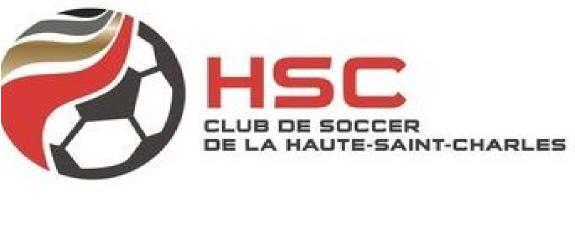 HSC
CLUB DE SOCCER
DE LA HAUTE-SAINT-CHARLES